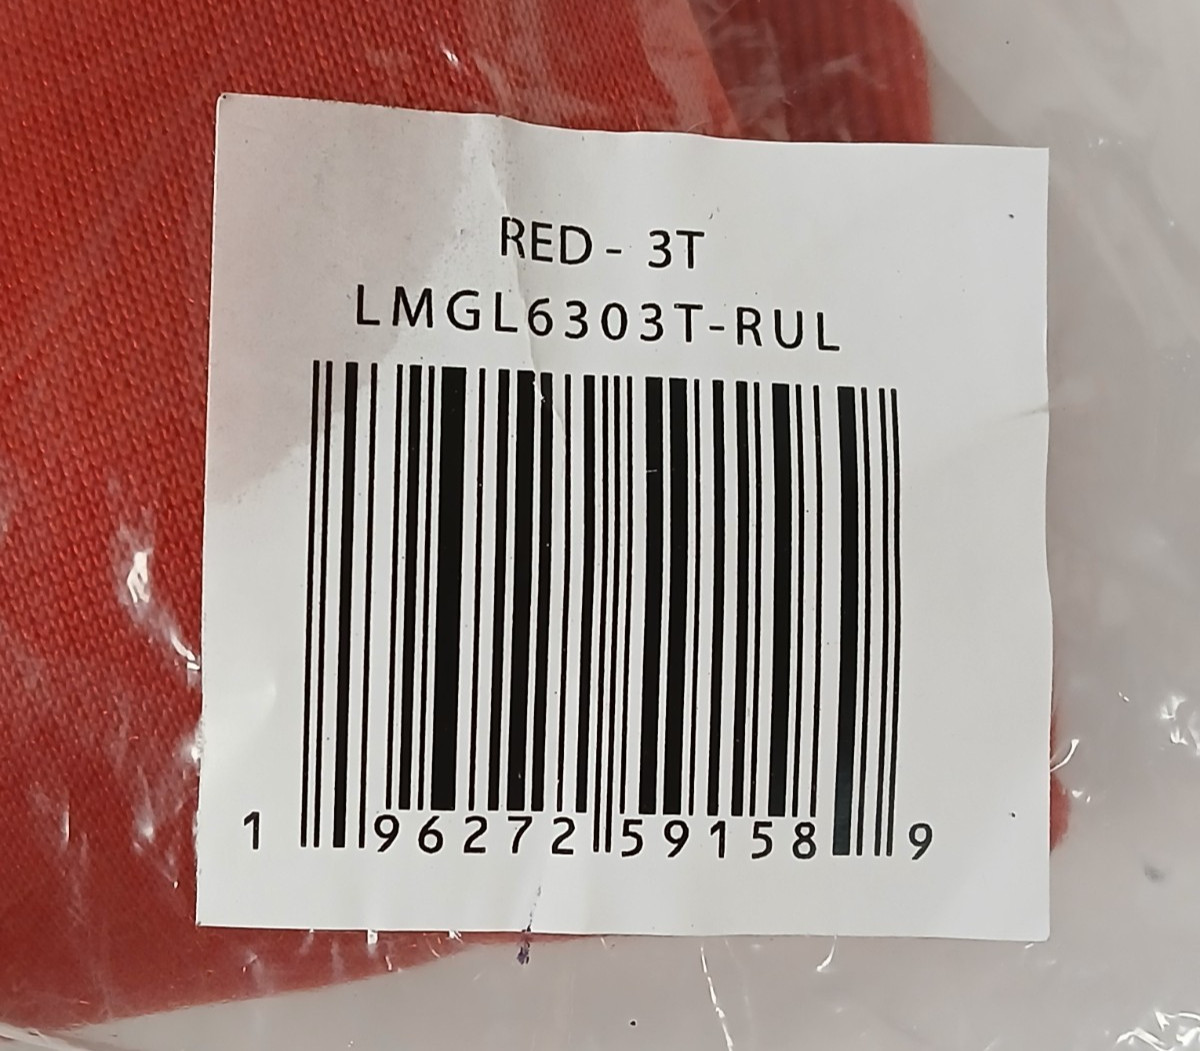 RED - 3T
LMGL6303T-RUL
1 96272 59158 9